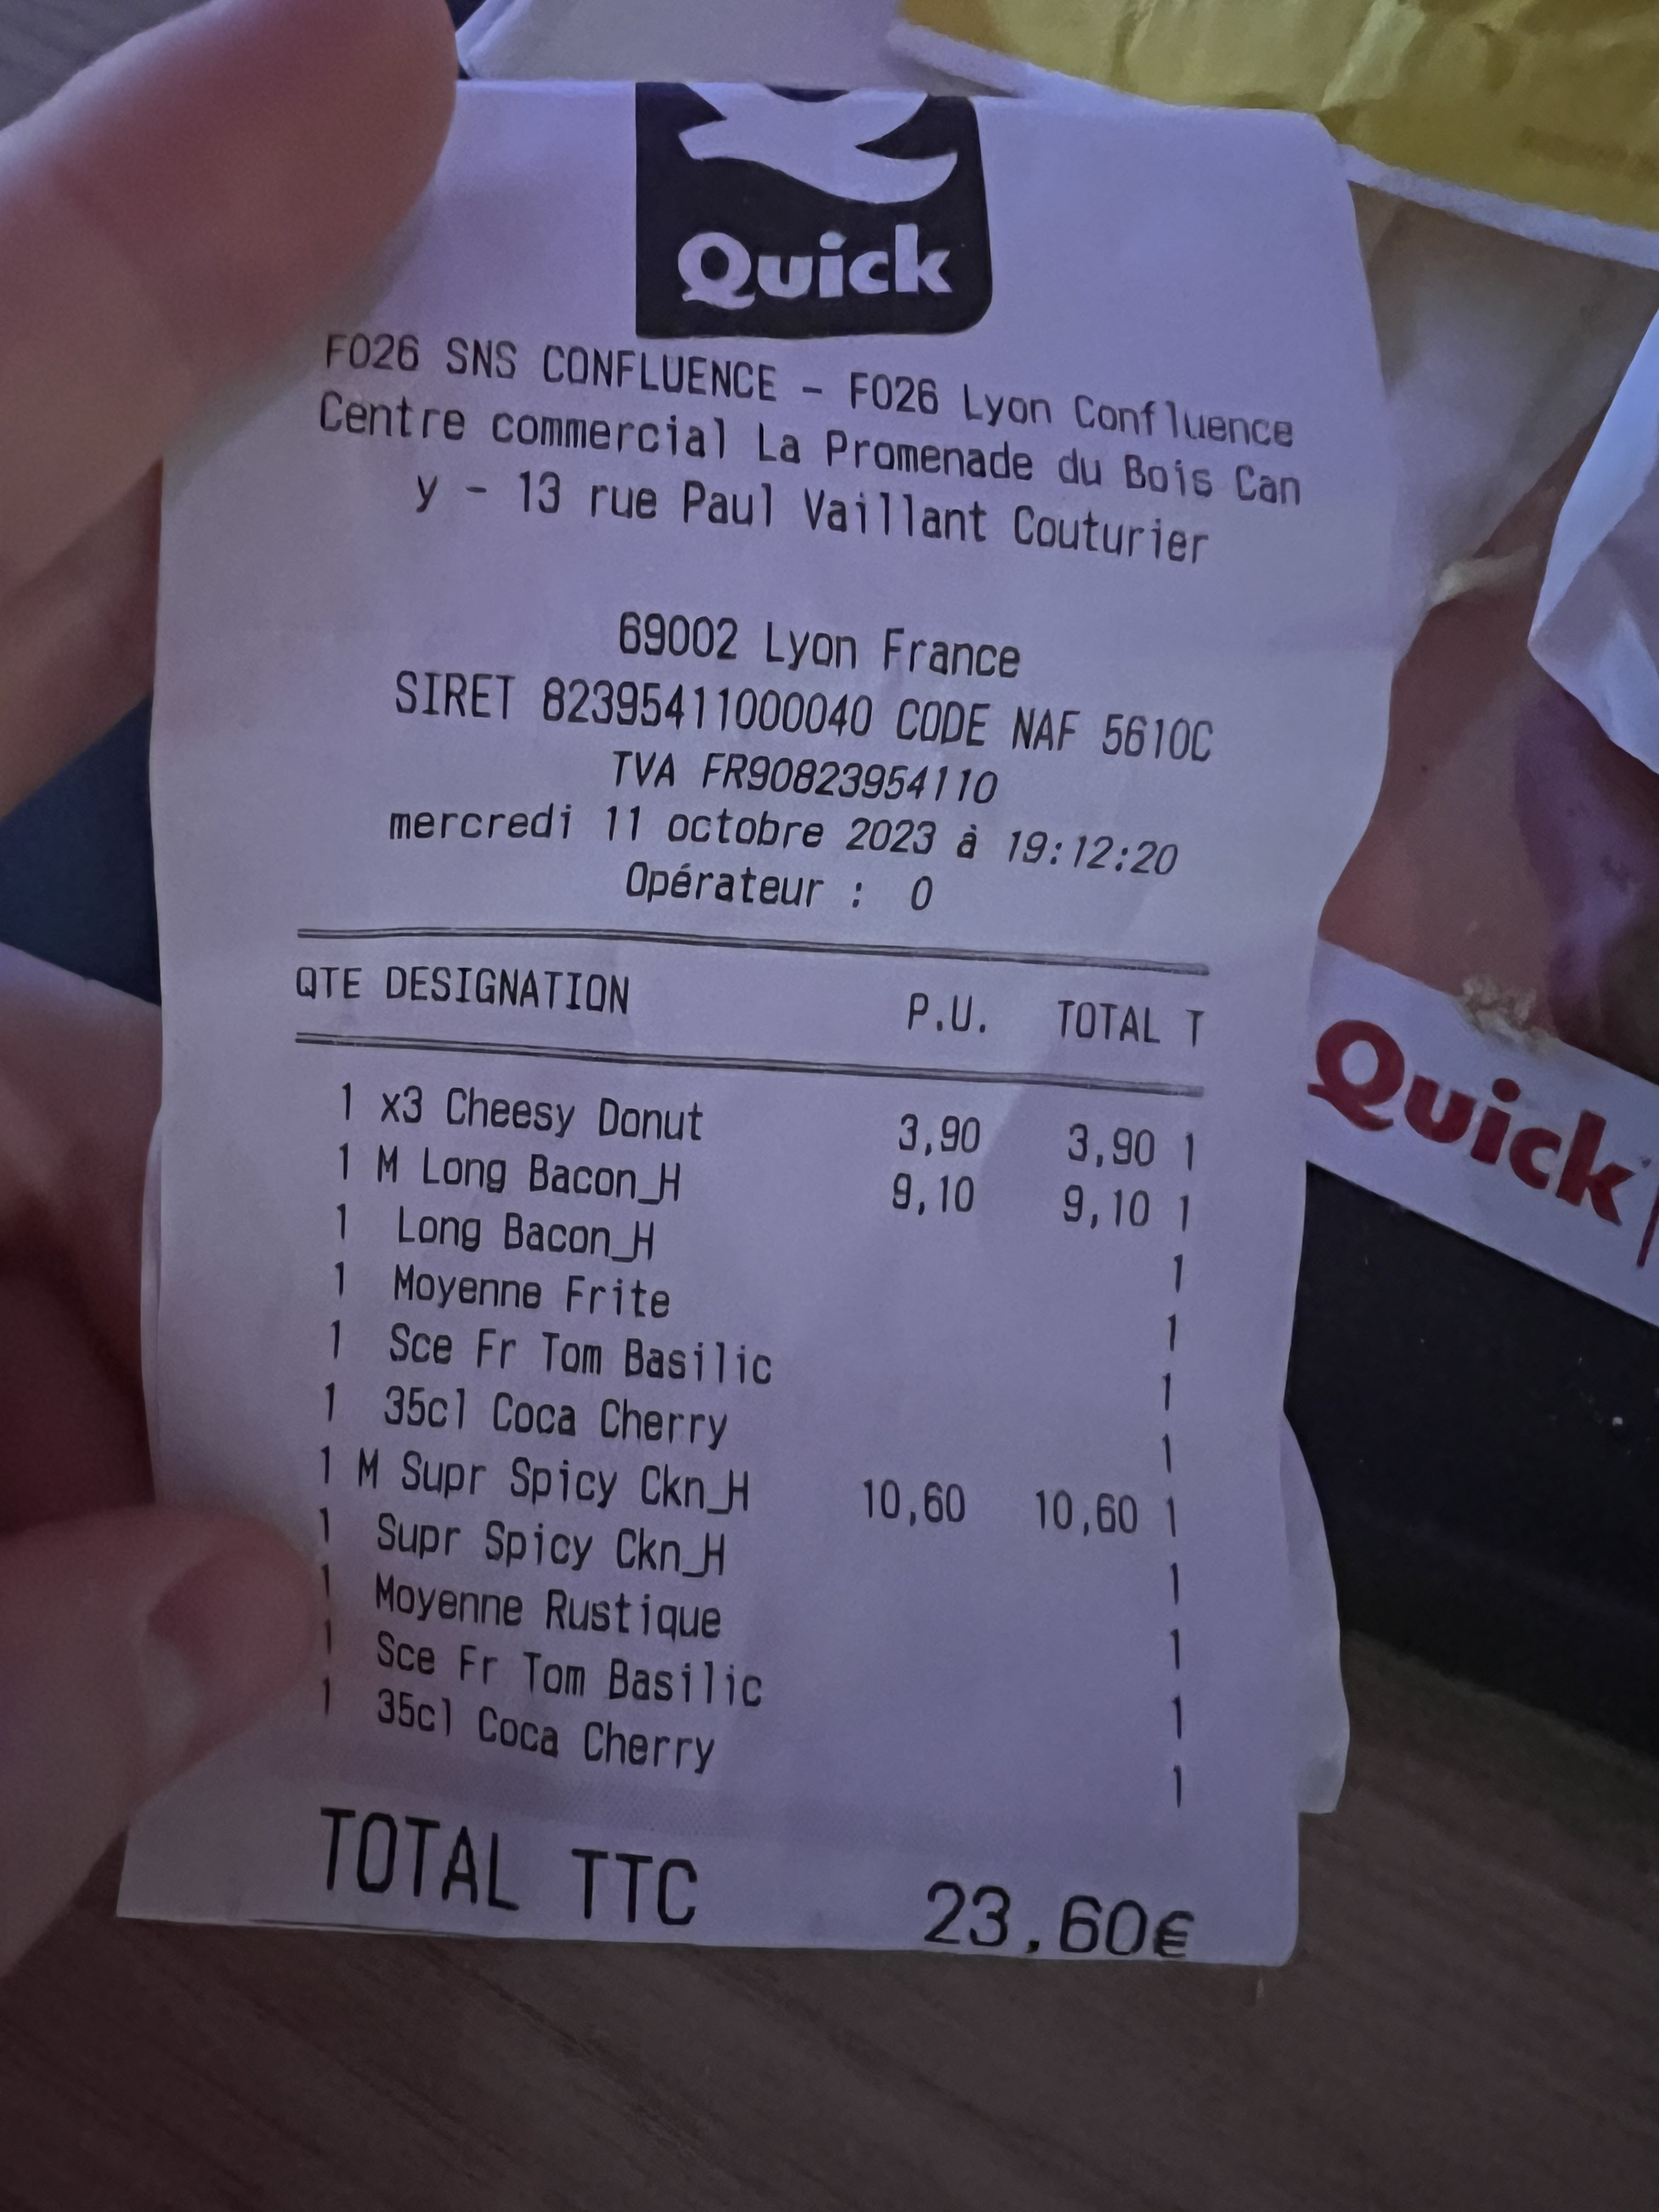 Quick
F026 SNS CONFLUENCE - F026 Lyon Confluence
Centre commercial La Promenade du Bois Can
y - 13 rue Paul Vaillant Couturier
69002 Lyon France
SIRET 82395411000040 CODE NAF 5610C
TVA FR90823954110
mercredi 11 octobre 2023 à 19:12:20
Opérateur : 0
QTE DESIGNATION P.U. TOTAL T
1 x3 Cheesy Donut 3,90 3,90 1
1 M Long Bacon_H 9,10 9,10 1
1 Long Bacon_H 1
1 Moyenne Frite 1
1 Sce Fr Tom Basilic 1
1 35cl Coca Cherry 1
1 M Supr Spicy Ckn_H 10,60 10,60 1
1 Supr Spicy Ckn_H 1
1 Moyenne Rustique 1
1 Sce Fr Tom Basilic 1
1 35cl Coca Cherry 1
TOTAL TTC 23,60€
Quick